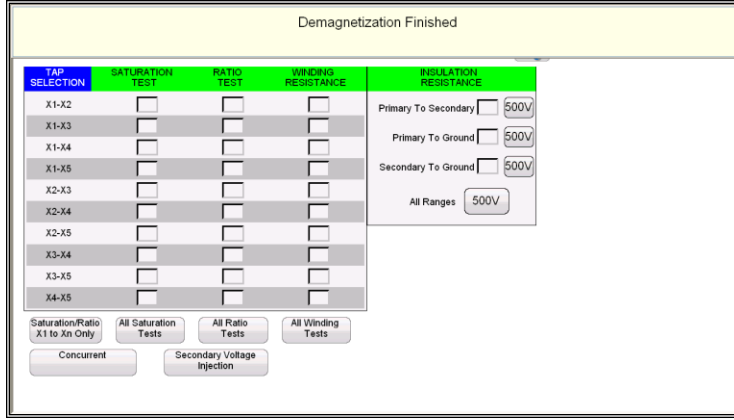 Demagnetization Finished
TAP SELECTION SATURATION TEST RATIO TEST WINDING RESISTANCE INSULATION RESISTANCE
X1-X2
X1-X3
X1-X4
X1-X5
X2-X3
X2-X4
X2-X5
X3-X4
X3-X5
X4-X5
Primary To Secondary 500V
Primary To Ground 500V
Secondary To Ground 500V
All Ranges 500V
Saturation/Ratio X1 to Xn Only
All Saturation Tests
All Ratio Tests
All Winding Tests
Concurrent
Secondary Voltage Injection